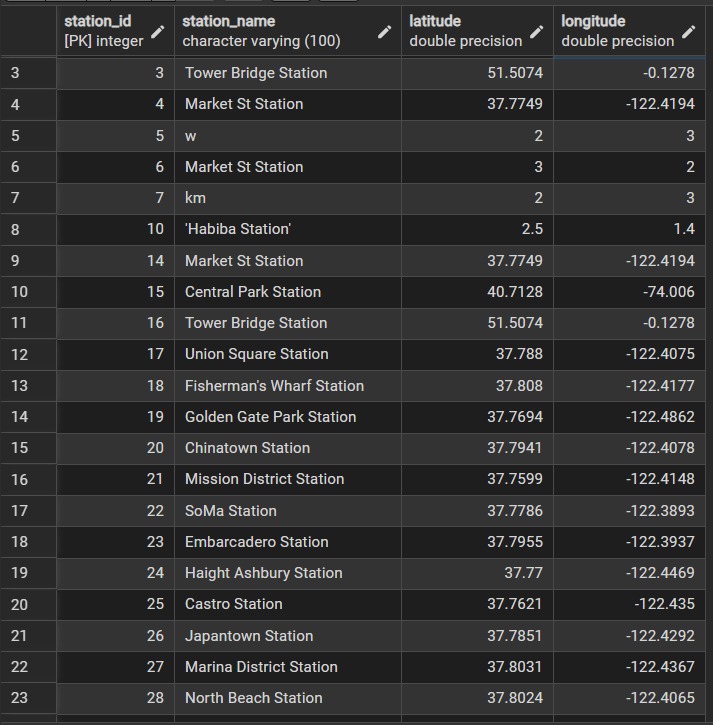 station_id station_name latitude longitude
[PK] integer character varying (100) double precision double precision
3 3 Tower Bridge Station 51.5074 -0.1278
4 4 Market St Station 37.7749 -122.4194
5 5 w 2 3
6 6 Market St Station 3 2
7 7 km 2 3
8 10 'Habiba Station' 2.5 1.4
9 14 Market St Station 37.7749 -122.4194
10 15 Central Park Station 40.7128 -74.006
11 16 Tower Bridge Station 51.5074 -0.1278
12 17 Union Square Station 37.788 -122.4075
13 18 Fisherman's Wharf Station 37.808 -122.4177
14 19 Golden Gate Park Station 37.7694 -122.4862
15 20 Chinatown Station 37.7941 -122.4078
16 21 Mission District Station 37.7599 -122.4148
17 22 SoMa Station 37.7786 -122.3893
18 23 Embarcadero Station 37.7955 -122.3937
19 24 Haight Ashbury Station 37.77 -122.4469
20 25 Castro Station 37.7621 -122.435
21 26 Japantown Station 37.7851 -122.4292
22 27 Marina District Station 37.8031 -122.4367
23 28 North Beach Station 37.8024 -122.4065